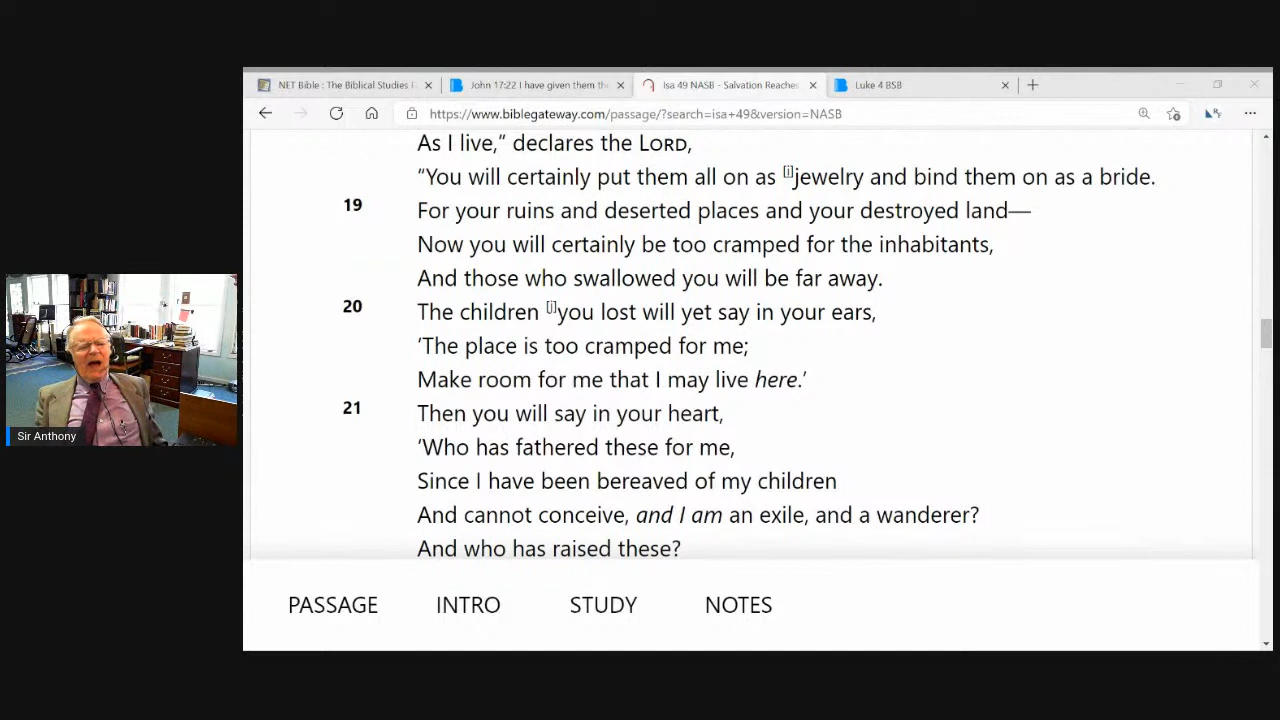 NET Bible : The Biblical Studies F
John 17:22 I have given them th
Isa 49 NASB - Salvation Reaches
Luke 4 BSB
https://www.biblegateway.com/passage/?search=isa+49&version=NASB
As I live,” declares the LORD,
“You will certainly put them all on as [i]jewelry and bind them on as a bride.
19 For your ruins and deserted places and your destroyed land—
Now you will certainly be too cramped for the inhabitants,
And those who swallowed you will be far away.
20 The children [j]you lost will yet say in your ears,
‘The place is too cramped for me;
Make room for me that I may live here.’
21 Then you will say in your heart,
‘Who has fathered these for me,
Since I have been bereaved of my children
And cannot conceive, and I am an exile, and a wanderer?
And who has raised these?
PASSAGE INTRO STUDY NOTES
Sir Anthony